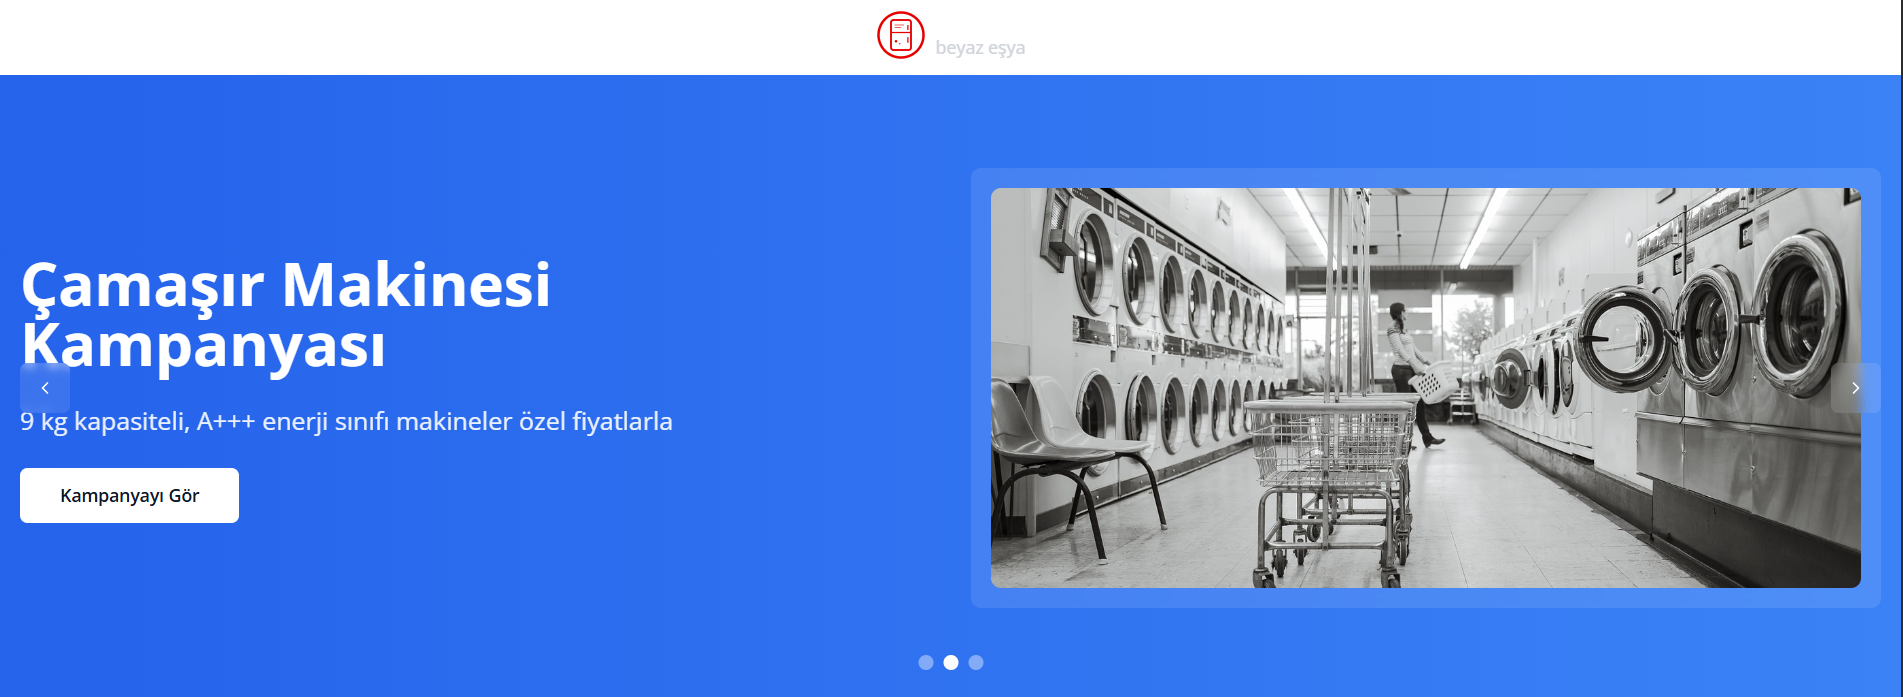 beyaz eşya
Çamaşır Makinesi
Kampanyası
9 kg kapasiteli, A+++ enerji sınıfı makineler özel fiyatlarla
Kampanyayı Gör